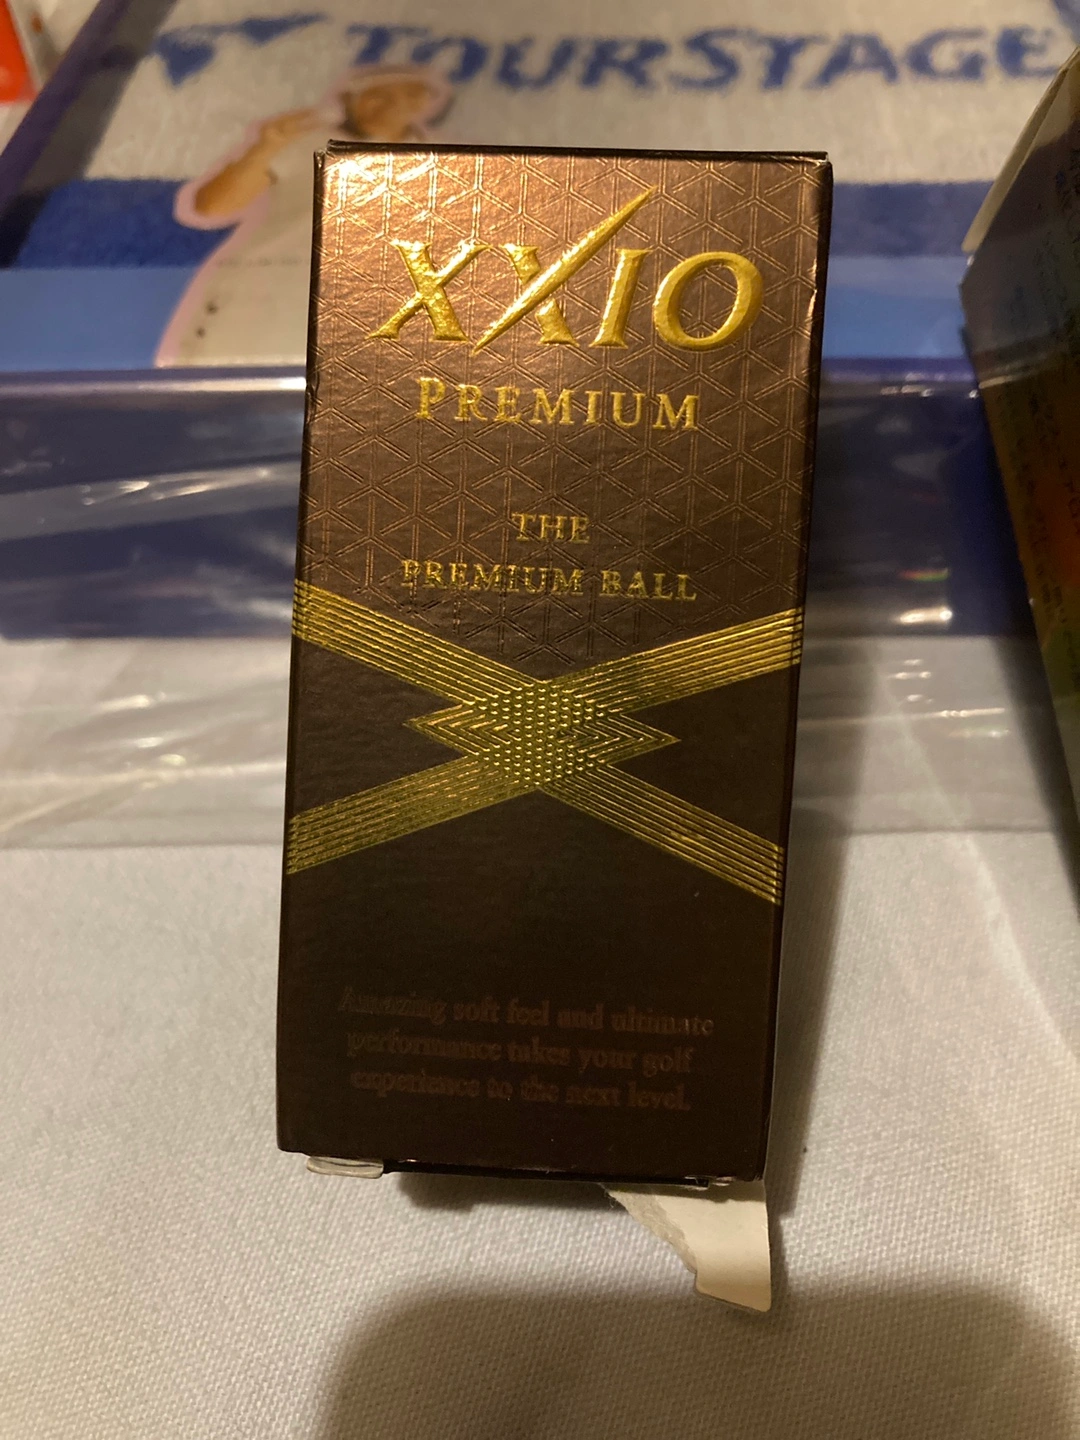 TOURSTAGE
XXIO
PREMIUM
THE
PREMIUM BALL
Amazing soft feel and ultimate
performance takes your golf
experience to the next level.